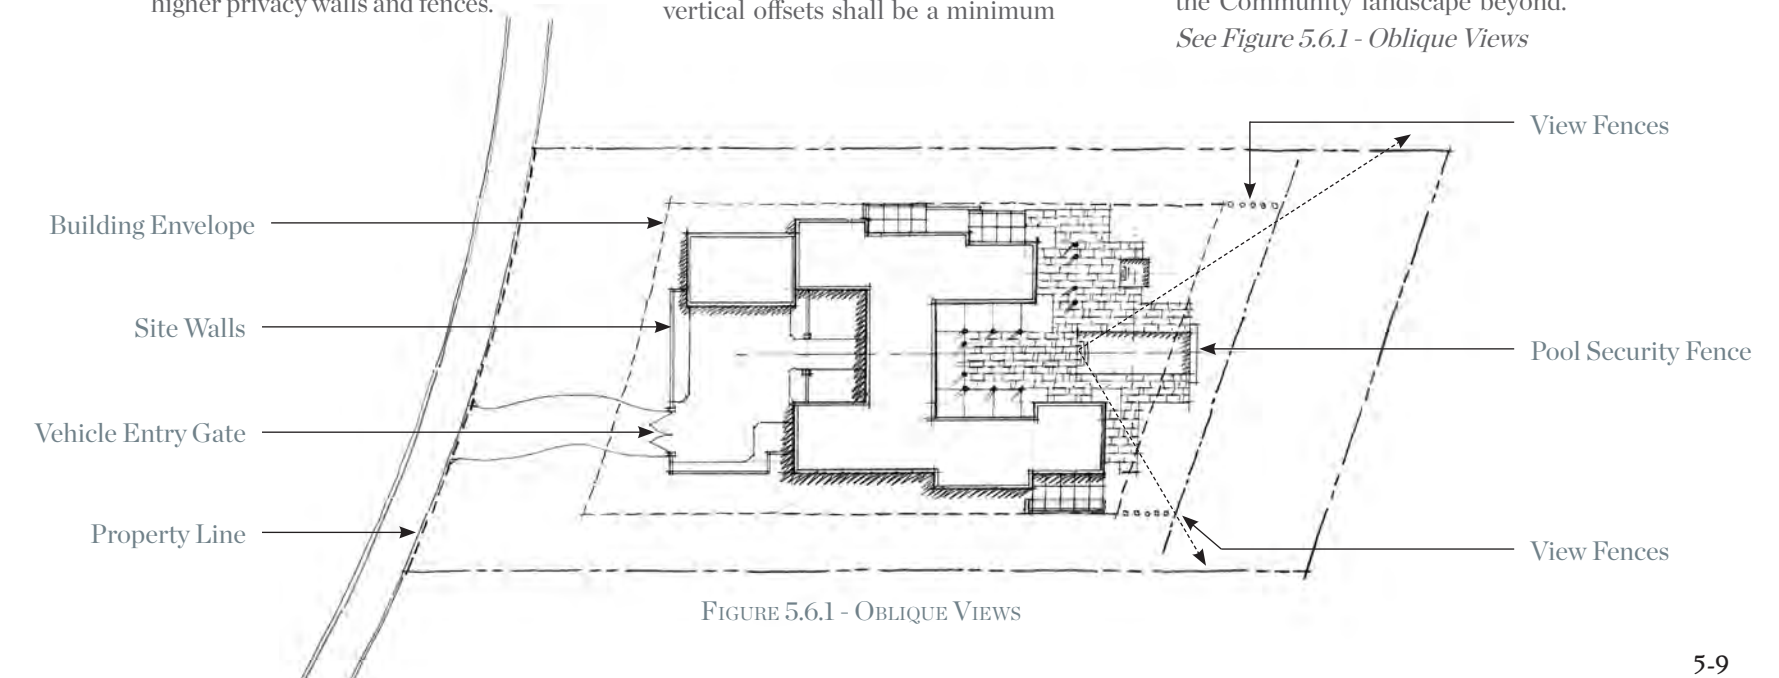 higher privacy walls and fences.
vertical offsets shall be a minimum
the Community landscape beyond.
See Figure 5.6.1 - Oblique Views
View Fences
Building Envelope
Site Walls
Pool Security Fence
Vehicle Entry Gate
Property Line
View Fences
Figure 5.6.1 - Oblique Views
5-9